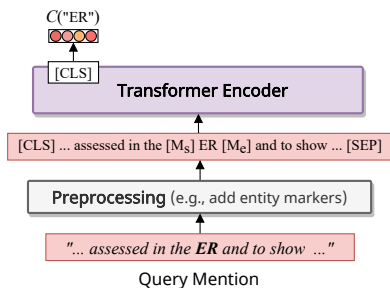 C("ER")
[CLS]
Transformer Encoder
[CLS] ... assessed in the [Ms] ER [Me] and to show ... [SEP]
Preprocessing (e.g., add entity markers)
"... assessed in the ER and to show ..."
Query Mention